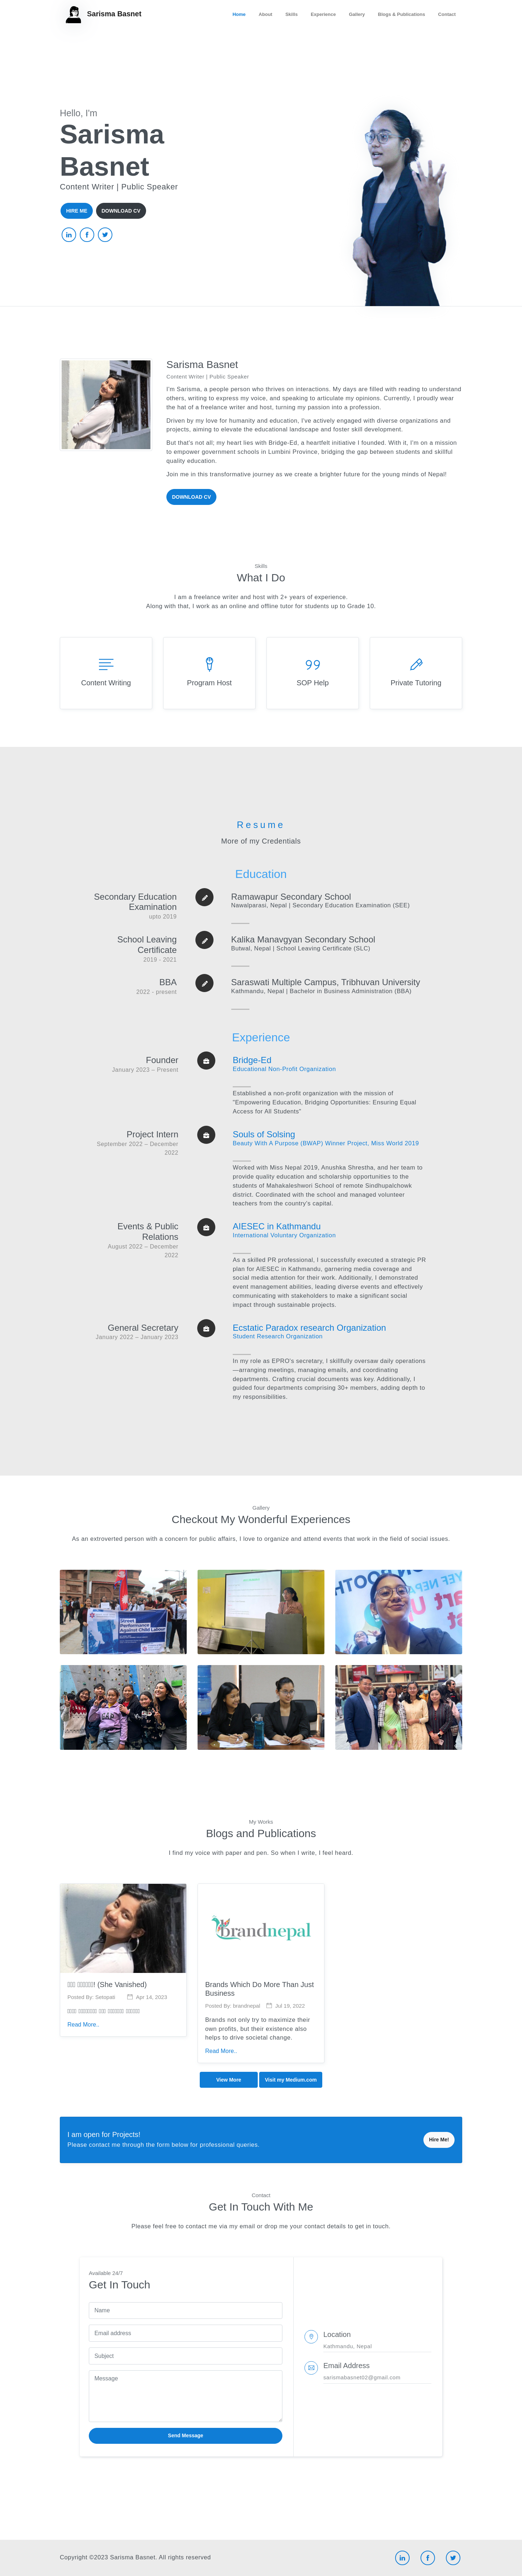 Sarisma Basnet
Home
About
Skills
Experience
Gallery
Blogs & Publications
Contact
Hello, I'm
Sarisma
Basnet
Content Writer | Public Speaker
HIRE ME
DOWNLOAD CV
Sarisma Basnet
Content Writer | Public Speaker
I'm Sarisma, a person who thrives on interactions. My days are filled with reading to understand
others, writing to express my voice, and speaking to articulate my opinions. Currently, I proudly wear
the hat of a freelance writer and host, turning my passion into a profession.
Driven by my love for humanity and education, I've actively engaged with diverse organizations and
projects, aiming to elevate the educational landscape and foster skill development.
But that's not all; my heart lies with Bridge-Ed, a heartfelt initiative I founded. With it, I'm on a mission
to empower government schools in Lumbini Province, bridging the gap between students and skillful
quality education.
Join me in this transformative journey as we create a brighter future for the young minds of Nepal!
DOWNLOAD CV
Skills
What I Do
I am a freelance writer and host with 2+ years of experience.
Along with that, I work as an online and offline tutor for students up to Grade 10.
Content Writing
Program Host
SOP Help
Private Tutoring
Resume
More of my Credentials
Education
Secondary Education
Examination
upto 2019
Ramawapur Secondary School
Nawalparasi, Nepal | Secondary Education Examination (SEE)
School Leaving
Certificate
2019 - 2021
Kalika Manavgyan Secondary School
Butwal, Nepal | School Leaving Certificate (SLC)
BBA
2022 - present
Saraswati Multiple Campus, Tribhuvan University
Kathmandu, Nepal | Bachelor in Business Administration (BBA)
Experience
Founder
January 2023 – Present
Bridge-Ed
Educational Non-Profit Organization
Established a non-profit organization with the mission of
"Empowering Education, Bridging Opportunities: Ensuring Equal
Access for All Students"
Project Intern
September 2022 – December
2022
Souls of Solsing
Beauty With A Purpose (BWAP) Winner Project. Miss World 2019
Worked with Miss Nepal 2019, Anushka Shrestha, and her team to
provide quality education and scholarship opportunities to the
students of Mahakaleshwori School of remote Sindhupalchowk
district. Coordinated with the school and managed volunteer
teachers from the country's capital.
Events & Public
Relations
August 2022 – December
2022
AIESEC in Kathmandu
International Voluntary Organization
As a skilled PR professional, I successfully executed a strategic PR
plan for AIESEC in Kathmandu, garnering media coverage and
social media attention for their work. Additionally, I demonstrated
event management abilities, leading diverse events and effectively
communicating with stakeholders to make a significant social
impact through sustainable projects.
General Secretary
January 2022 – January 2023
Ecstatic Paradox research Organization
Student Research Organization
In my role as EPRO's secretary, I skillfully oversaw daily operations
—arranging meetings, managing emails, and coordinating
departments. Crafting crucial documents was key. Additionally, I
guided four departments comprising 30+ members, adding depth to
my responsibilities.
Gallery
Checkout My Wonderful Experiences
As an extroverted person with a concern for public affairs, I love to organize and attend events that work in the field of social issues.
My Works
Blogs and Publications
I find my voice with paper and pen. So when I write, I feel heard.
! (She Vanished)
Posted By: Setopati
Apr 14, 2023
Read More..
brandnepal
Brands Which Do More Than Just
Business
Posted By: brandnepal
Jul 19, 2022
Brands not only try to maximize their
own profits, but their existence also
helps to drive societal change.
Read More..
View More
Visit my Medium.com
I am open for Projects!
Please contact me through the form below for professional queries.
Hire Me!
Contact
Get In Touch With Me
Please feel free to contact me via my email or drop me your contact details to get in touch.
Available 24/7
Get In Touch
Name
Email address
Subject
Message
Send Message
Location
Kathmandu, Nepal
Email Address
sarismabasnet02@gmail.com
Copyright ©2023 Sarisma Basnet. All rights reserved